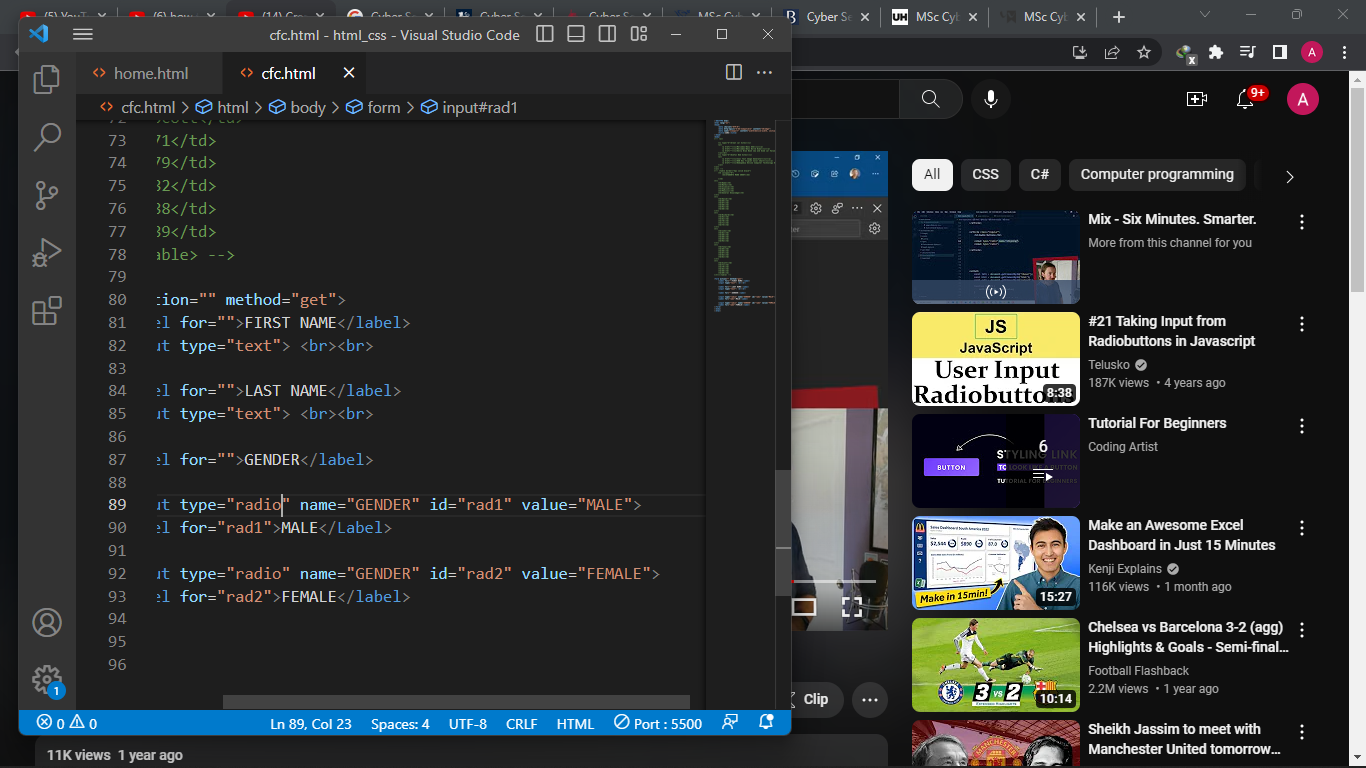 (5) YouT
(6) how
(14) Cre
Cyber S
Cyber S
Cyber S
MSc Cy
Cyber Se
UH MSc Cy
MSc Cy
cfc.html - html_css - Visual Studio Code
home.html
cfc.html
cfc.html > html > body > form > input#rad1
73 71</td>
74 79</td>
75 32</td>
76 38</td>
77 39</td>
78 able> -->
79
80 tion="" method="get">
81 el for="">FIRST NAME</label>
82 ut type="text"> <br><br>
83
84 el for="">LAST NAME</label>
85 ut type="text"> <br><br>
86
87 el for="">GENDER</label>
88
89 ut type="radio" name="GENDER" id="rad1" value="MALE">
90 el for="rad1">MALE</Label>
91
92 ut type="radio" name="GENDER" id="rad2" value="FEMALE">
93 el for="rad2">FEMALE</label>
94
95
96
1
0 0
Ln 89, Col 23
Spaces: 4
UTF-8
CRLF
HTML
Port : 5500
11K views 1 year ago
Clip
A
9+
A
All
CSS
C#
Computer programming
Mix - Six Minutes. Smarter.
More from this channel for you
JS
JavaScript
User Input
Radiobutto
8:38
#21 Taking Input from
Radiobuttons in Javascript
Telusko
187K views • 4 years ago
BUTTON
STYLING LINK
TO LOOK LIKE A BUTTON
TUTORIAL FOR BEGINNERS
6
Tutorial For Beginners
Coding Artist
Make in 15min!
15:27
Make an Awesome Excel
Dashboard in Just 15 Minutes
Kenji Explains
116K views • 1 month ago
3 vs 2
10:14
Chelsea vs Barcelona 3-2 (agg)
Highlights & Goals - Semi-final...
Football Flashback
2.2M views • 1 year ago
Sheikh Jassim to meet with
Manchester United tomorrow...